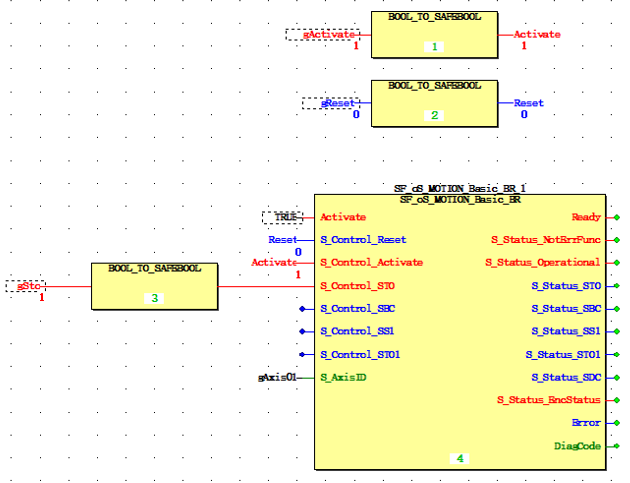 BOOL_TO_SAFEBOOL
gActivate Activate
1 1 1
BOOL_TO_SAFEBOOL
gReset Reset
0 2 0
SF_oS_MOTION_Basic_BR_1
SF_oS_MOTION_Basic_BR
TRUE Activate Ready
Reset S_Control_Reset S_Status_NotErrFunc
0
Activate S_Control_Activate S_Status_Operational
1
BOOL_TO_SAFEBOOL
gSto S_Control_STO S_Status_STO
1 3
S_Control_SBC S_Status_SBC
S_Control_SS1 S_Status_SS1
S_Control_STO1 S_Status_STO1
gAxis01 S_AxisID S_Status_SDC
S_Status_EncStatus
Error
DiagCode
4